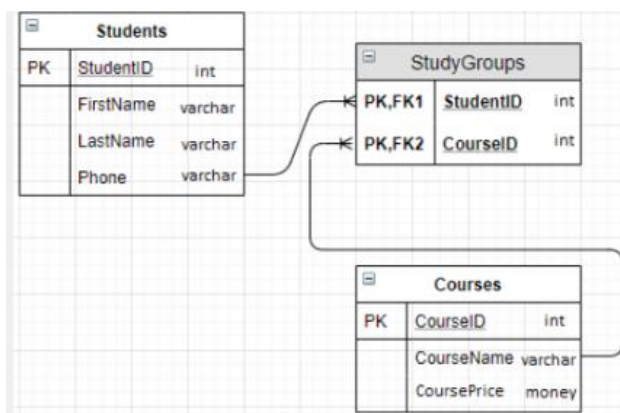 Students
PK StudentID int
FirstName varchar
LastName varchar
Phone varchar
StudyGroups
PK,FK1 StudentID int
PK,FK2 CourseID int
Courses
PK CourseID int
CourseName varchar
CoursePrice money